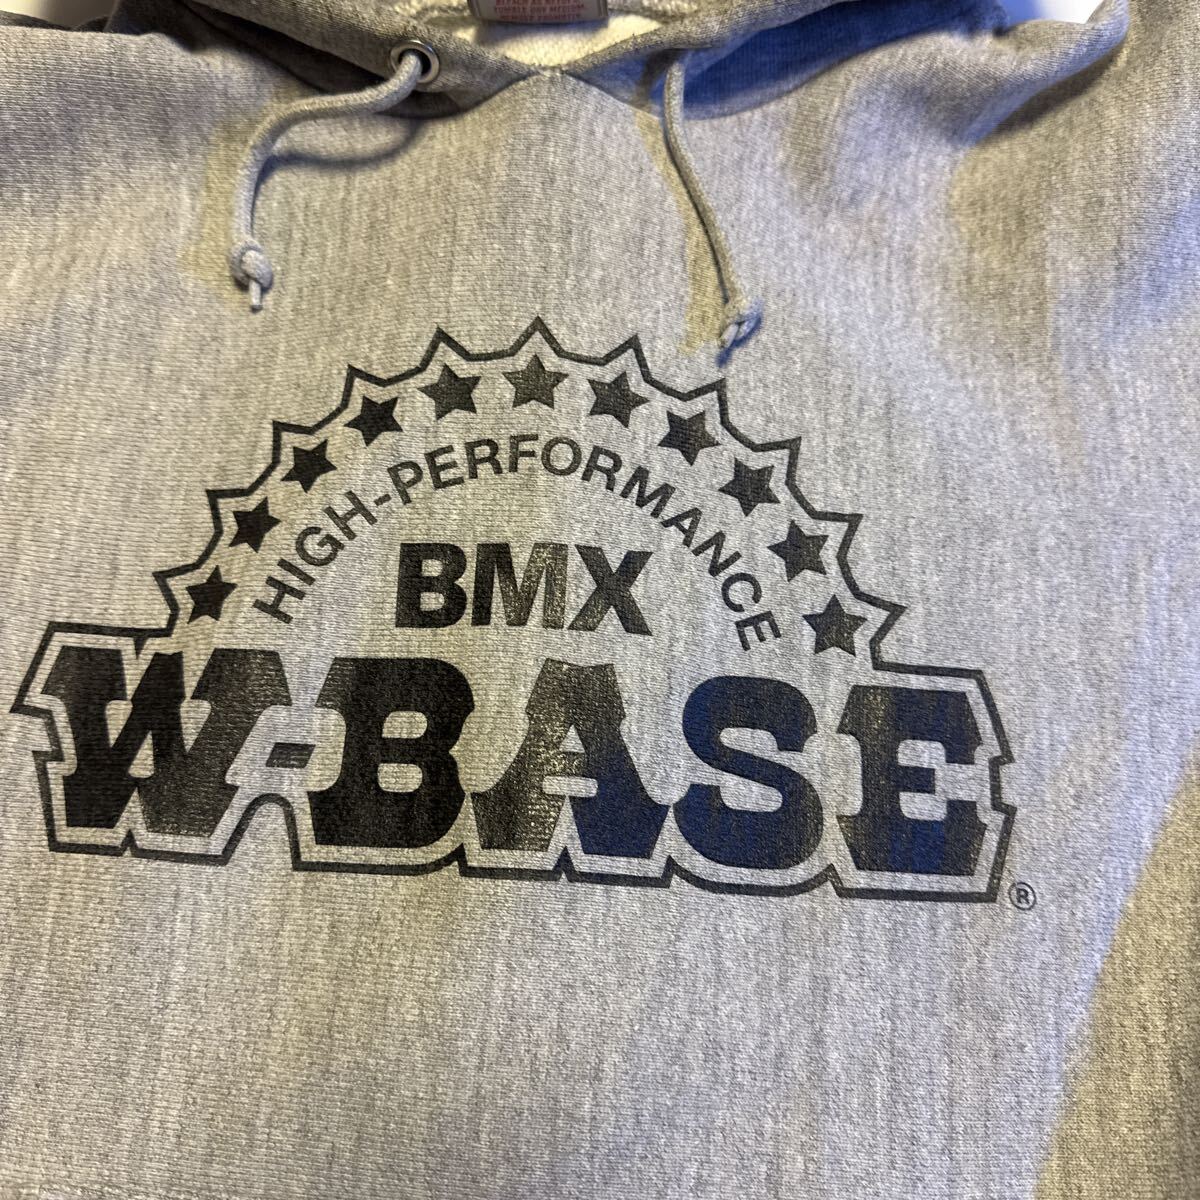 HIGH-PERFORMANCE
BMX
W-BASE
®